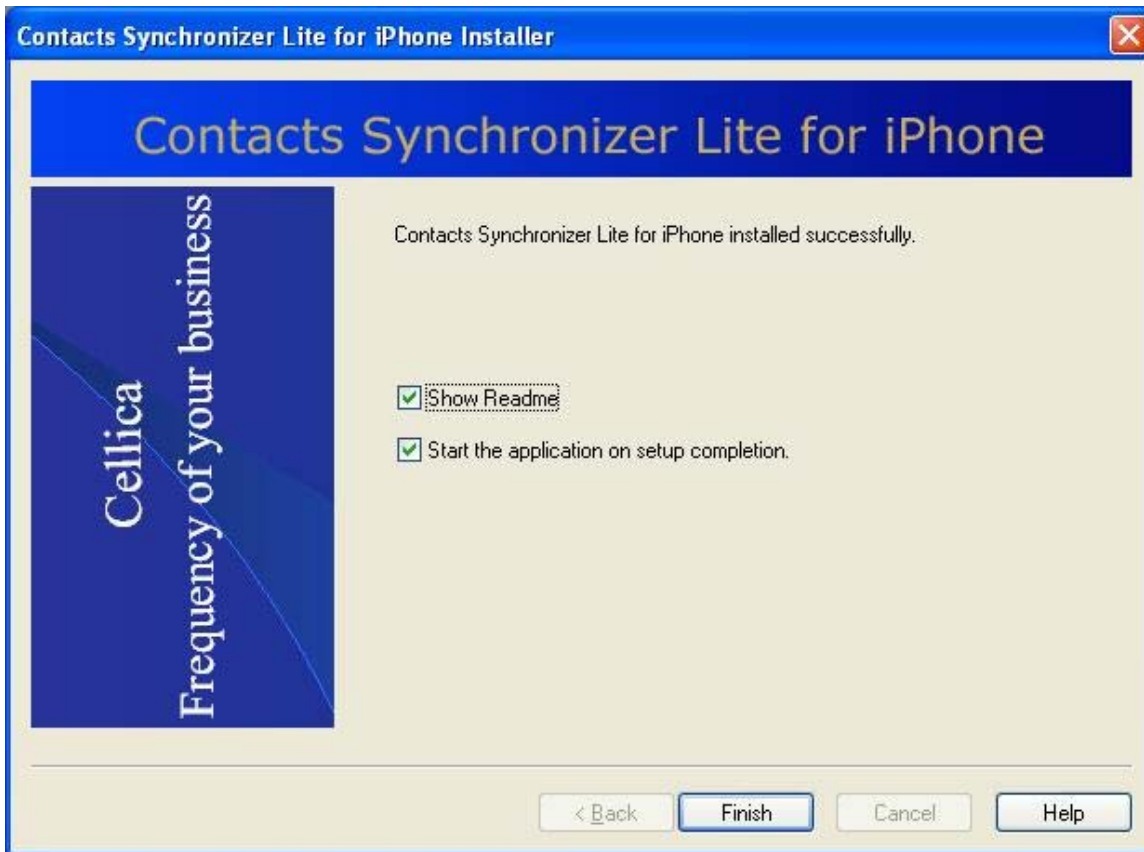 Contacts Synchronizer Lite for iPhone Installer
Contacts Synchronizer Lite for iPhone
Cellica
Frequency of your business
Contacts Synchronizer Lite for iPhone installed successfully.
Show Readme
Start the application on setup completion.
< Back
Finish
Cancel
Help